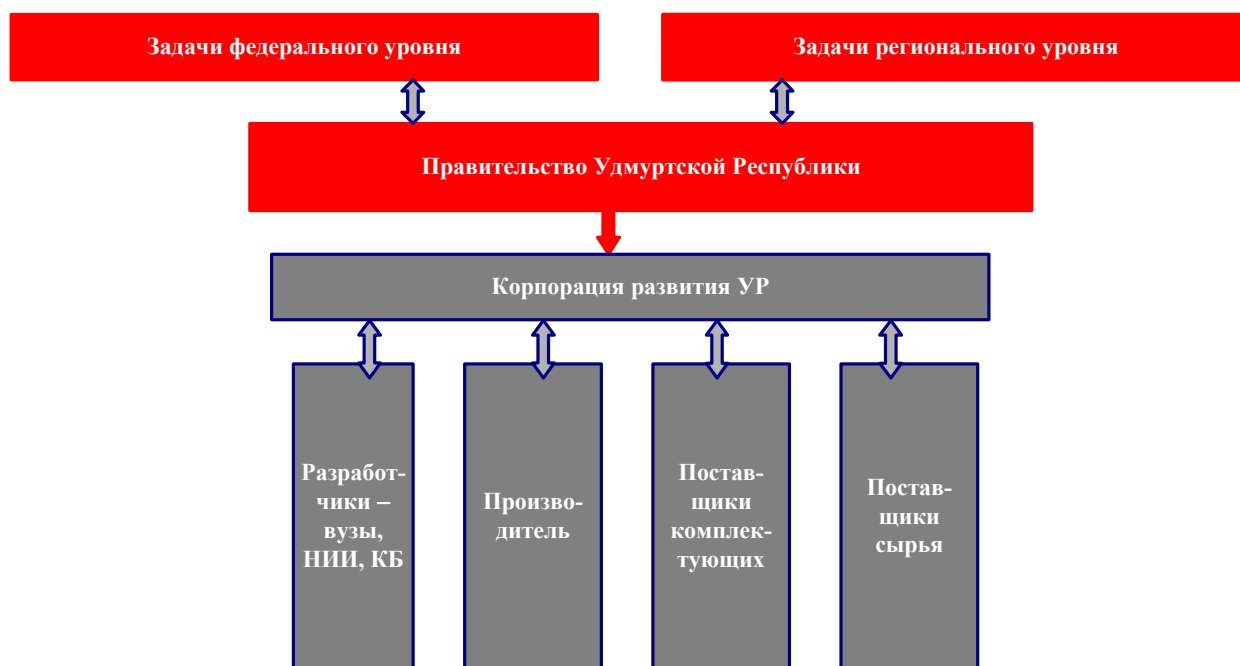 Задачи федерального уровня
Задачи регионального уровня
Правительство Удмуртской Республики
Корпорация развития УР
Разработ-
чики –
вузы,
НИИ, КБ
Произво-
дитель
Постав-
щики
комплек-
тующих
Постав-
щики
сырья